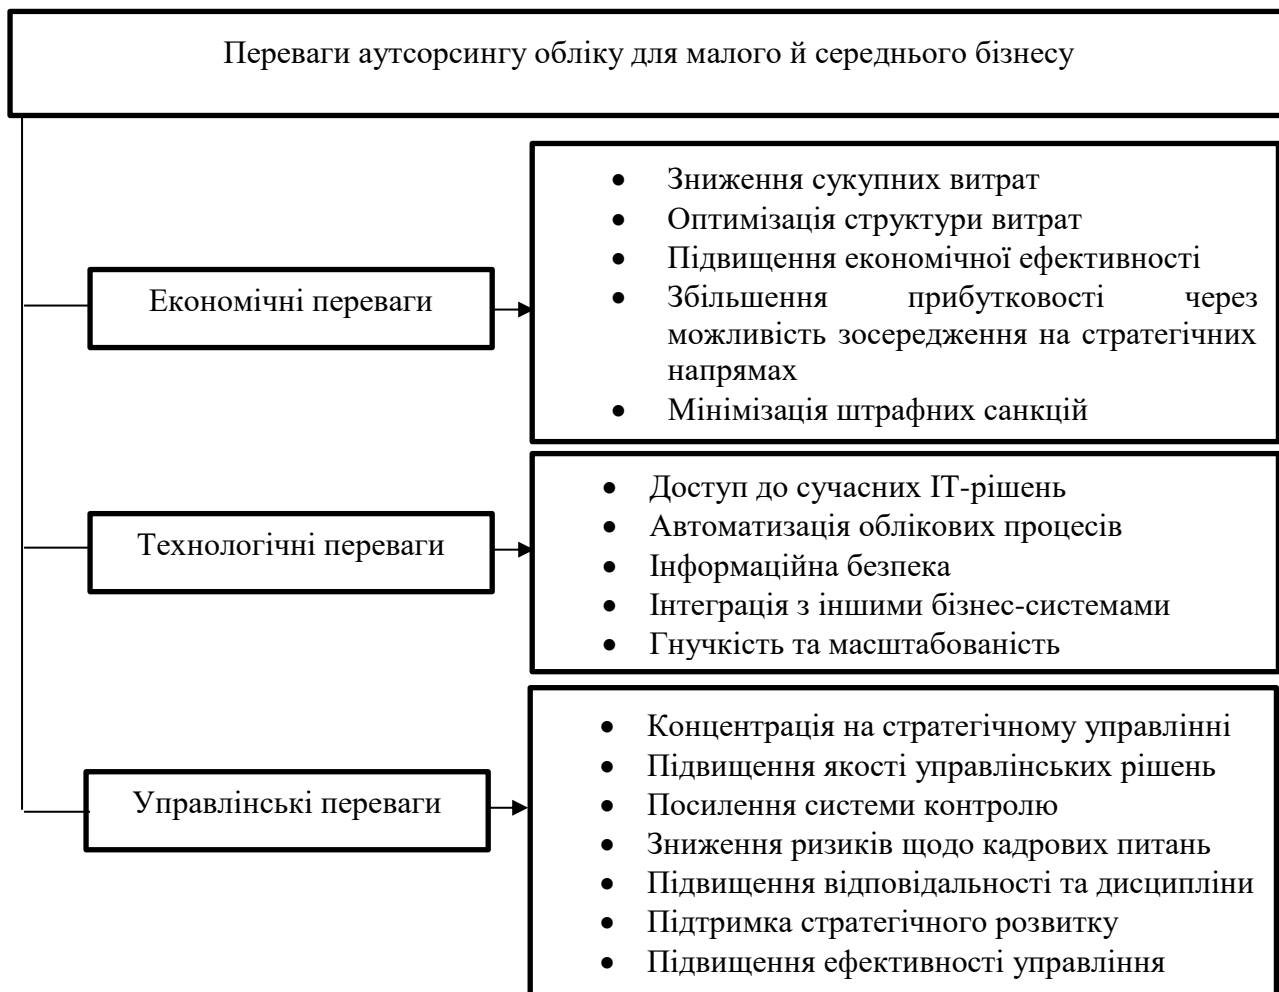 Переваги аутсорсингу обліку для малого й середнього бізнесу
Економічні переваги
• Зниження сукупних витрат
• Оптимізація структури витрат
• Підвищення економічної ефективності
• Збільшення прибутковості через
можливість зосередження на стратегічних
напрямах
• Мінімізація штрафних санкцій
Технологічні переваги
• Доступ до сучасних ІТ-рішень
• Автоматизація облікових процесів
• Інформаційна безпека
• Інтеграція з іншими бізнес-системами
• Гнучкість та масштабованість
Управлінські переваги
• Концентрація на стратегічному управлінні
• Підвищення якості управлінських рішень
• Посилення системи контролю
• Зниження ризиків щодо кадрових питань
• Підвищення відповідальності та дисципліни
• Підтримка стратегічного розвитку
• Підвищення ефективності управління